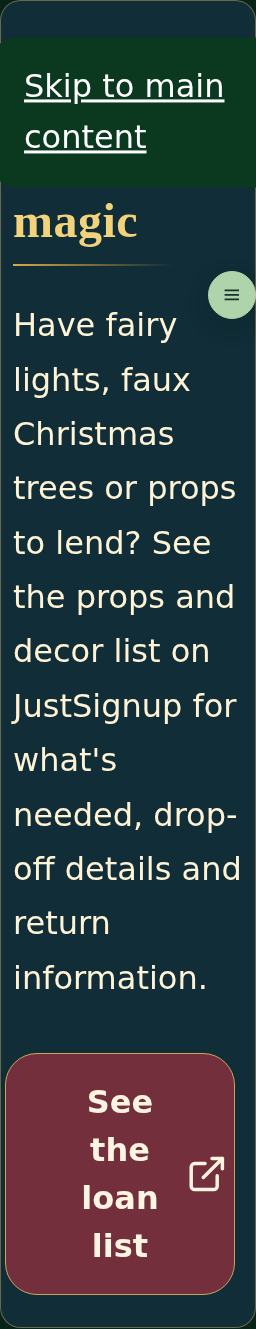 Skip to main
content
magic
Have fairy
lights, faux
Christmas
trees or props
to lend? See
the props and
decor list on
JustSignup for
what's
needed, drop-
off details and
return
information.
See
the
loan
list